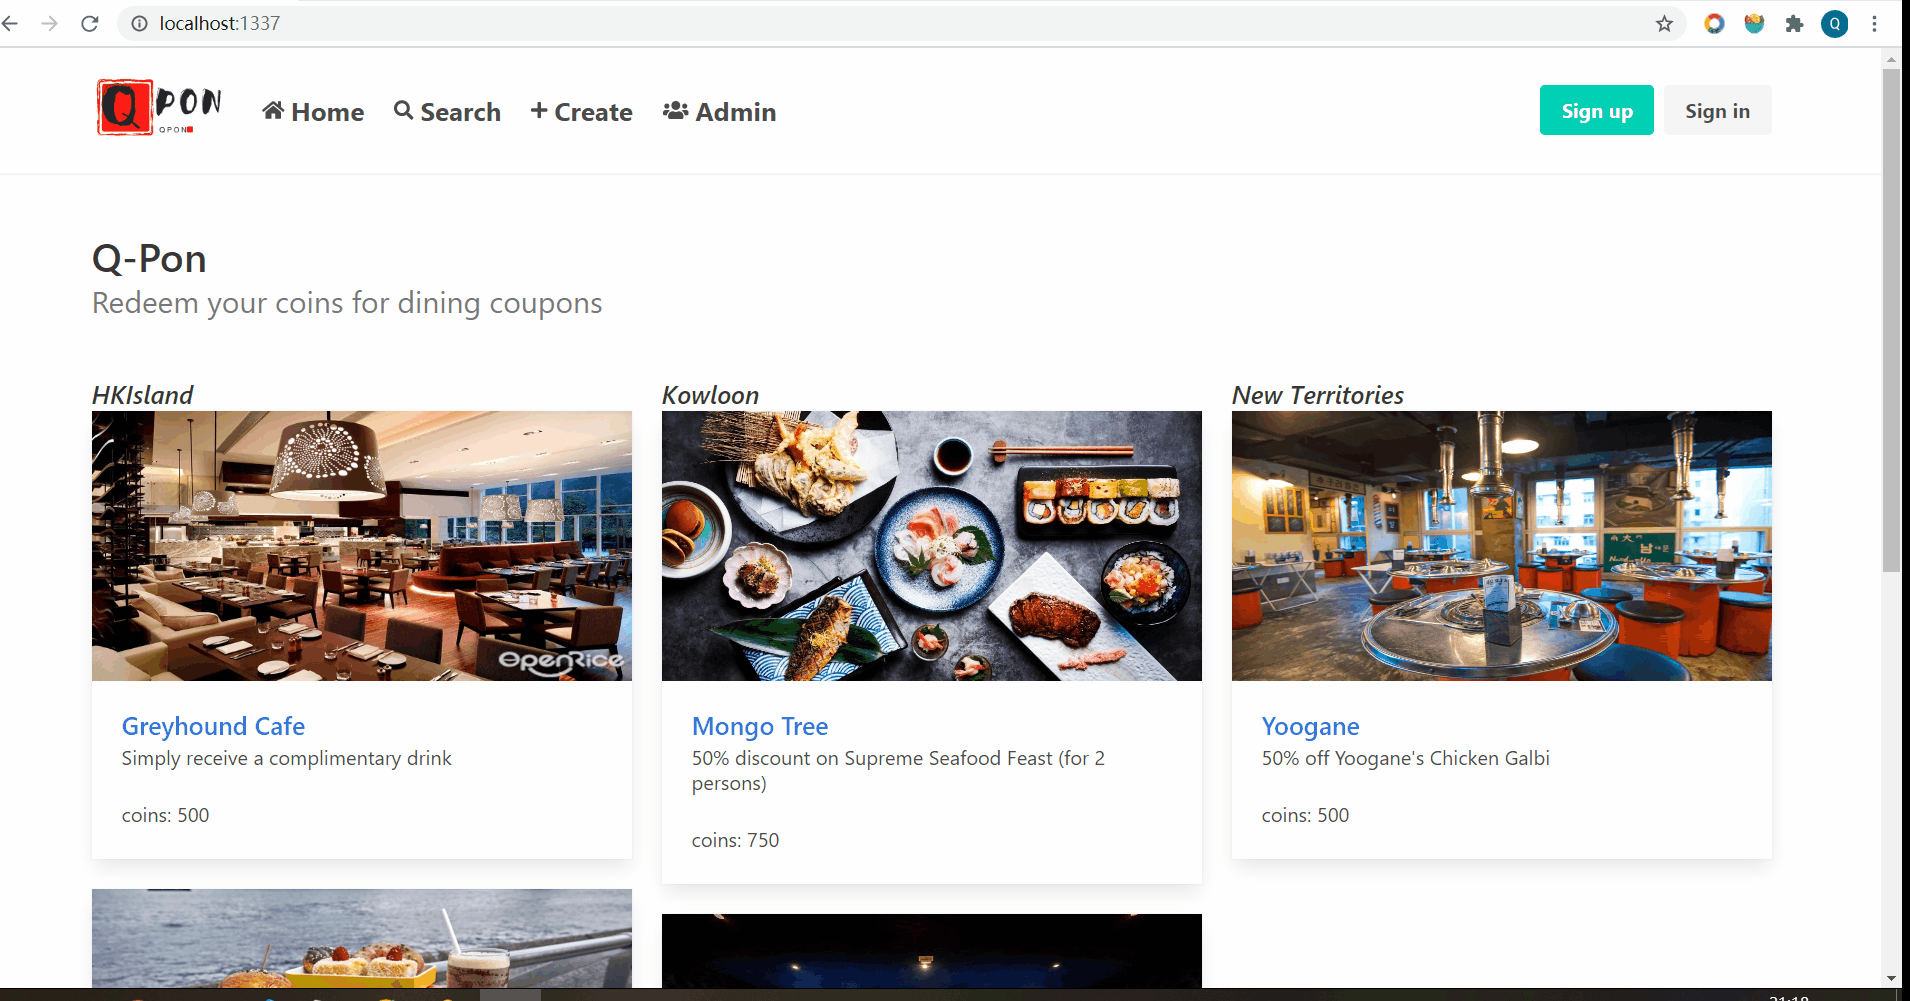 localhost:1337
Q PON
QPON
Home
Search
Create
Admin
Sign up
Sign in
Q-Pon
Redeem your coins for dining coupons
HKIsland
Kowloon
New Territories
OpenRice
Greyhound Cafe
Simply receive a complimentary drink
coins: 500
Mongo Tree
50% discount on Supreme Seafood Feast (for 2
persons)
coins: 750
Yoogane
50% off Yoogane's Chicken Galbi
coins: 500
Q